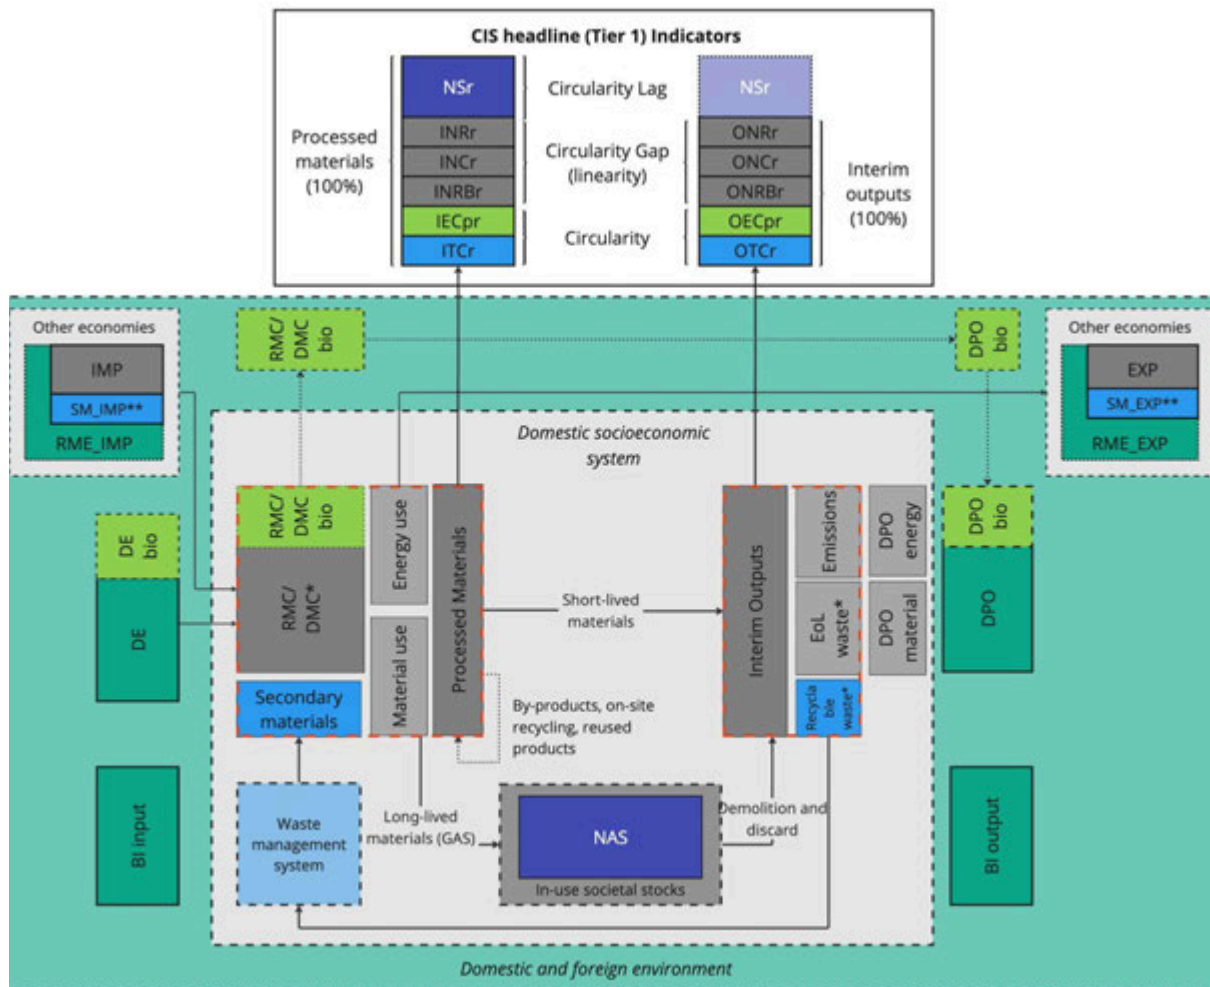 CIS headline (Tier 1) Indicators
NSr
Circularity Lag
NSr
Processed
materials
(100%)
INRr
INCr
INRBr
Circularity Gap
(linearity)
ONRr
ONCr
ONRBr
Interim
outputs
(100%)
IECpr
ITCr
Circularity
OECpr
OTCr
Other economies
IMP
SM_IMP**
RME_IMP
RMC/
DMC
bio
DPO
bio
Other economies
EXP
SM_EXP**
RME_EXP
Domestic socioeconomic
system
DE
bio
DE
RMC/
DMC
bio
RMC/
DMC*
Secondary
materials
Energy use
Material use
Processed Materials
Short-lived
materials
By-products, on-site
recycling, reused
products
Interim Outputs
Emissions
EoL
waste*
Recycla
ble
waste*
DPO
energy
DPO
material
DPO
bio
DPO
BI input
Waste
management
system
Long-lived
materials (GAS)
NAS
In-use societal stocks
Demolition and
discard
BI output
Domestic and foreign environment